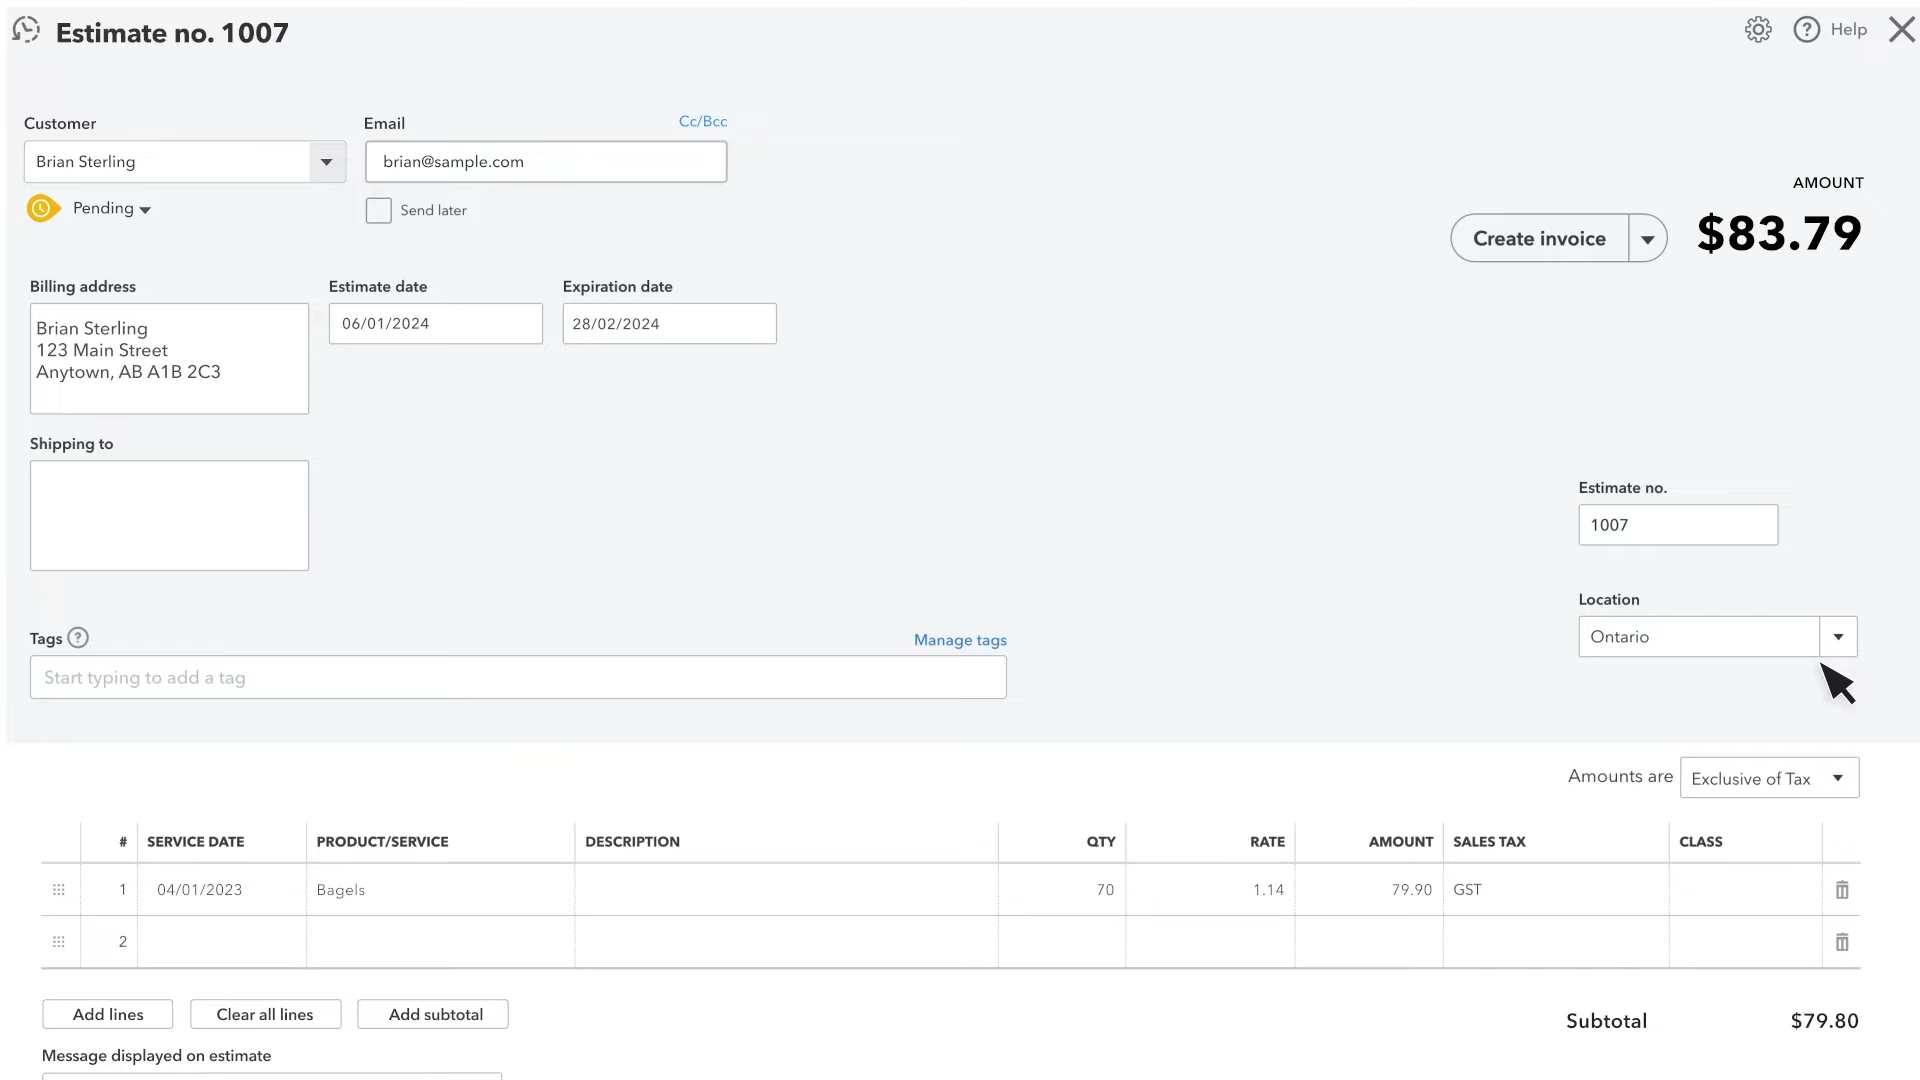 Estimate no. 1007
Help
Customer
Email
Cc/Bcc
Brian Sterling
brian@sample.com
Pending
Send later
AMOUNT
Create invoice
$83.79
Billing address
Estimate date
Expiration date
Brian Sterling
123 Main Street
Anytown, AB A1B 2C3
06/01/2024
28/02/2024
Shipping to
Estimate no.
1007
Location
Ontario
Tags ?
Manage tags
Start typing to add a tag
Amounts are
Exclusive of Tax
# SERVICE DATE PRODUCT/SERVICE DESCRIPTION QTY RATE AMOUNT SALES TAX CLASS
1 04/01/2023 Bagels 70 1.14 79.90 GST
2
Add lines
Clear all lines
Add subtotal
Subtotal $79.80
Message displayed on estimate